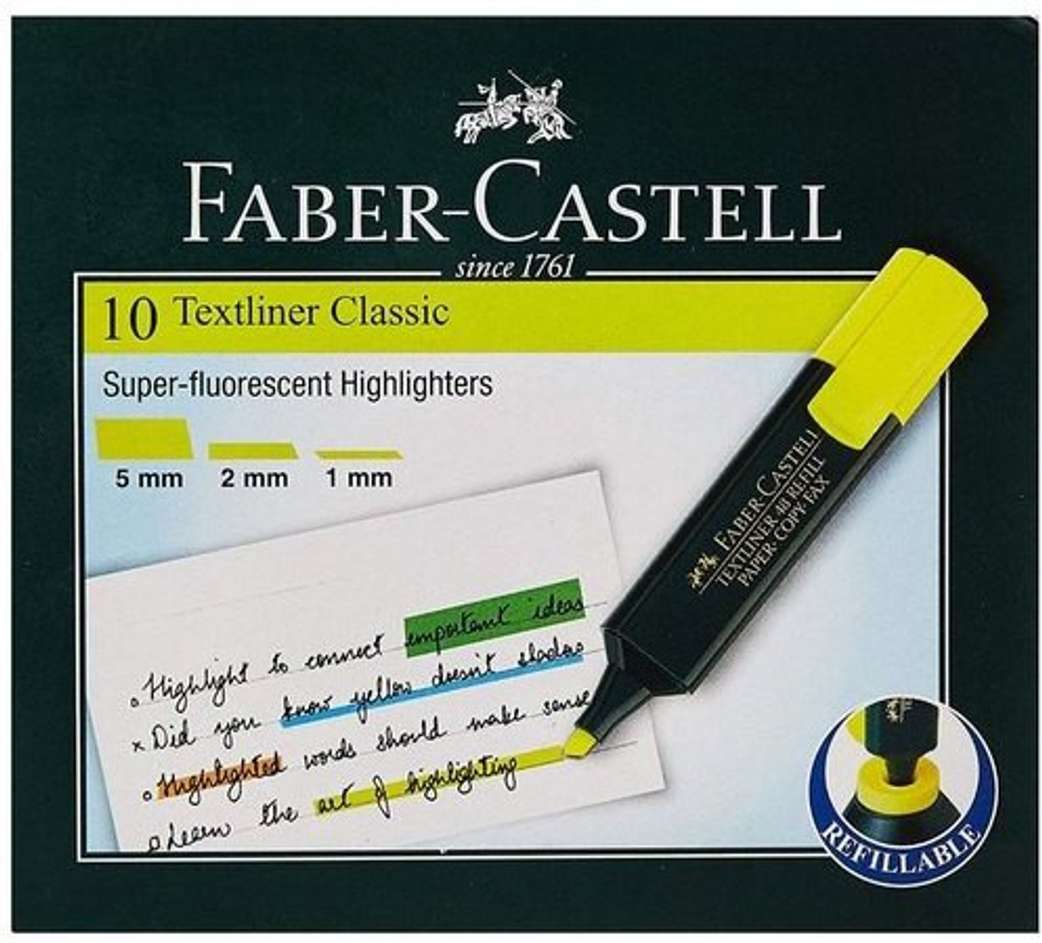 FABER-CASTELL
since 1761
10 Textliner Classic
Super-fluorescent Highlighters
5 mm 2 mm 1 mm
FABER-CASTELL
TEXTLINER 48 REFILL
PAPER·COPY·FAX
Highlight to connect important ideas
x Did you know yellow doesn't shadow
Highlighted words should make sense
Learn the art of highlighting
REFILLABLE